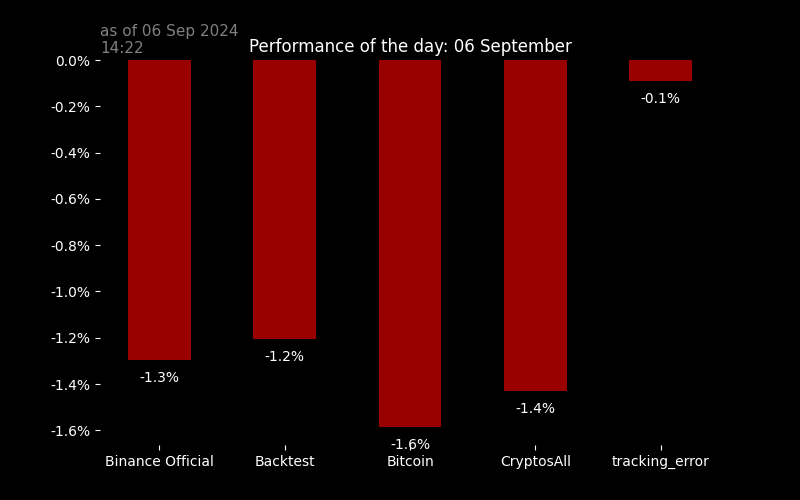 as of 06 Sep 2024
14:22
Performance of the day: 06 September
0.0%
-0.2%
-0.4%
-0.6%
-0.8%
-1.0%
-1.2%
-1.4%
-1.6%
-1.3%
-1.2%
-1.6%
-1.4%
-0.1%
Binance Official
Backtest
Bitcoin
CryptosAll
tracking_error